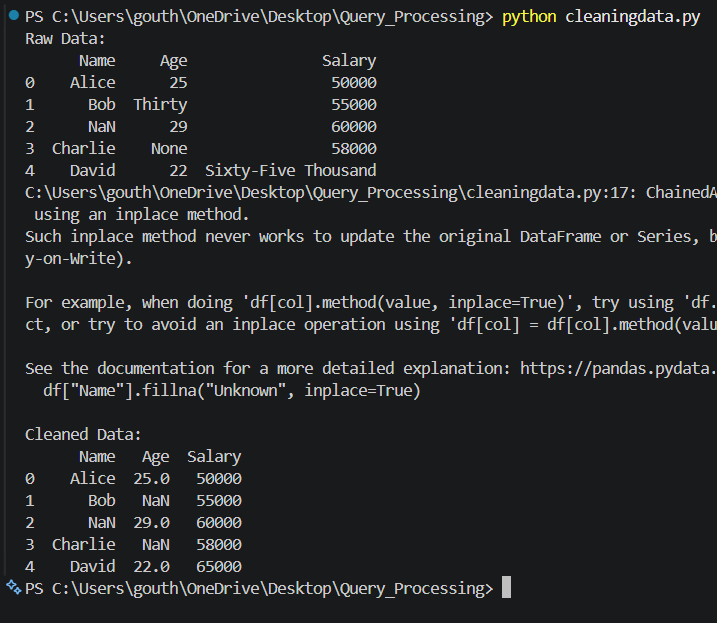 PS C:\Users\gouth\OneDrive\Desktop\Query_Processing> python cleaningdata.py
Raw Data:
      Name     Age               Salary
0    Alice      25                50000
1      Bob  Thirty                55000
2      NaN      29                60000
3  Charlie    None                58000
4    David      22  Sixty-Five Thousand
C:\Users\gouth\OneDrive\Desktop\Query_Processing\cleaningdata.py:17: ChainedA
 using an inplace method.
Such inplace method never works to update the original DataFrame or Series, b
y-on-Write).
For example, when doing 'df[col].method(value, inplace=True)', try using 'df.
ct, or try to avoid an inplace operation using 'df[col] = df[col].method(valu
See the documentation for a more detailed explanation: https://pandas.pydata.
  df["Name"].fillna("Unknown", inplace=True)
Cleaned Data:
      Name   Age  Salary
0    Alice  25.0   50000
1      Bob   NaN   55000
2      NaN  29.0   60000
3  Charlie   NaN   58000
4    David  22.0   65000
PS C:\Users\gouth\OneDrive\Desktop\Query_Processing>